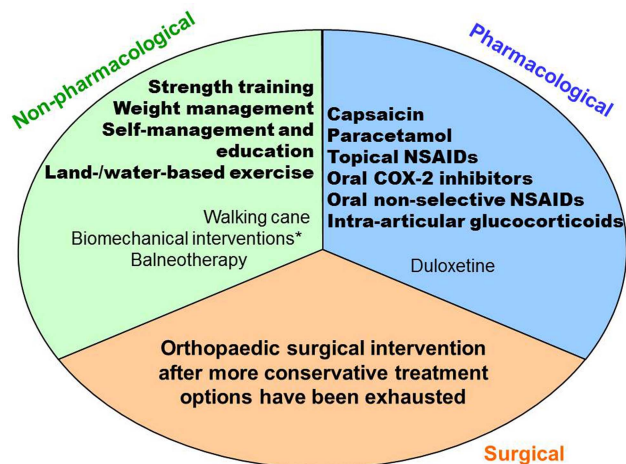 Non-pharmacological
Pharmacological
Strength training
Weight management
Self-management and
education
Land-/water-based exercise
Walking cane
Biomechanical interventions*
Balneotherapy
Capsaicin
Paracetamol
Topical NSAIDs
Oral COX-2 inhibitors
Oral non-selective NSAIDs
Intra-articular glucocorticoids
Duloxetine
Orthopaedic surgical intervention
after more conservative treatment
options have been exhausted
Surgical